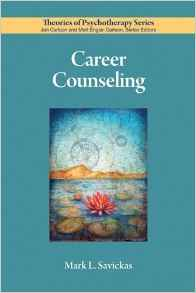 Theories of Psychotherapy Series
Jon Carlson and Matt Englar-Carlson, Series Editors
Career
Counseling
Mark L. Savickas